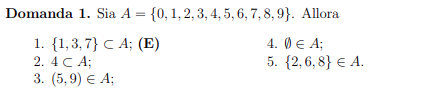 Domanda 1. Sia A = {0, 1, 2, 3, 4, 5, 6, 7, 8, 9}. Allora
1. {1, 3, 7} ⊂ A; (E)
2. 4 ⊂ A;
3. (5, 9) ∈ A;
4. ∅ ∈ A;
5. {2, 6, 8} ∈ A.